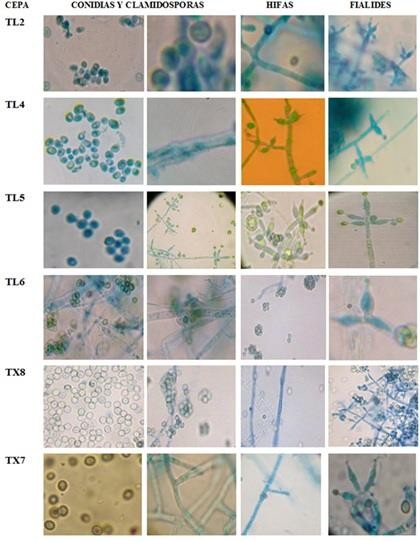 CEPA CONIDIAS Y CLAMIDOSPORAS HIFAS FIALIDES
TL2
TL4
TL5
TL6
TX8
TX7